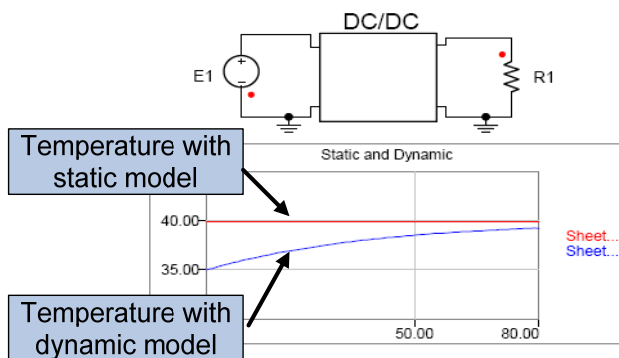 DC/DC
E1
R1
Temperature with
static model
Static and Dynamic
40.00
35.00
Sheet...
Sheet...
Temperature with
dynamic model
50.00
80.00